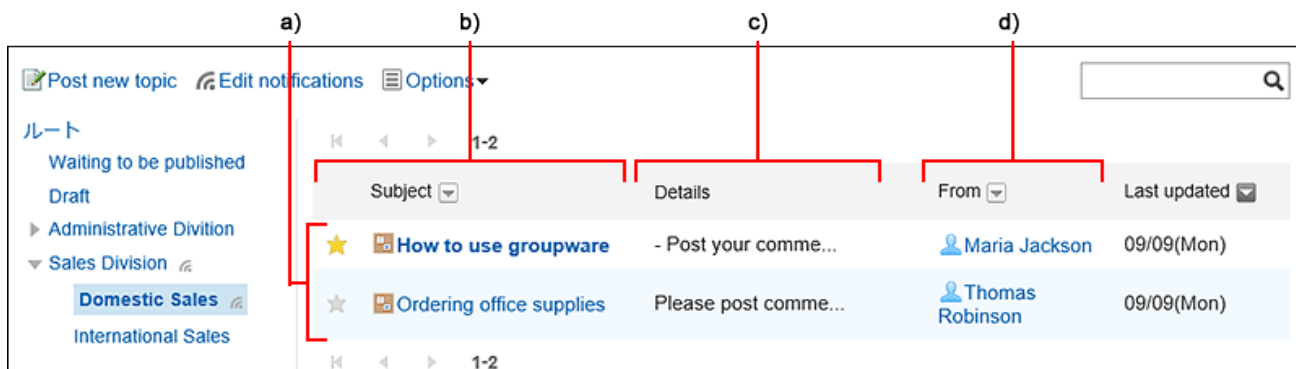 a) b) c) d)
Post new topic Edit notifications Options
ルート
1-2
Waiting to be published
Draft
Subject Details From Last updated
Administrative Divition
How to use groupware - Post your comme... Maria Jackson 09/09(Mon)
Sales Division
Domestic Sales
Ordering office supplies Please post comme... Thomas Robinson 09/09(Mon)
International Sales
1-2